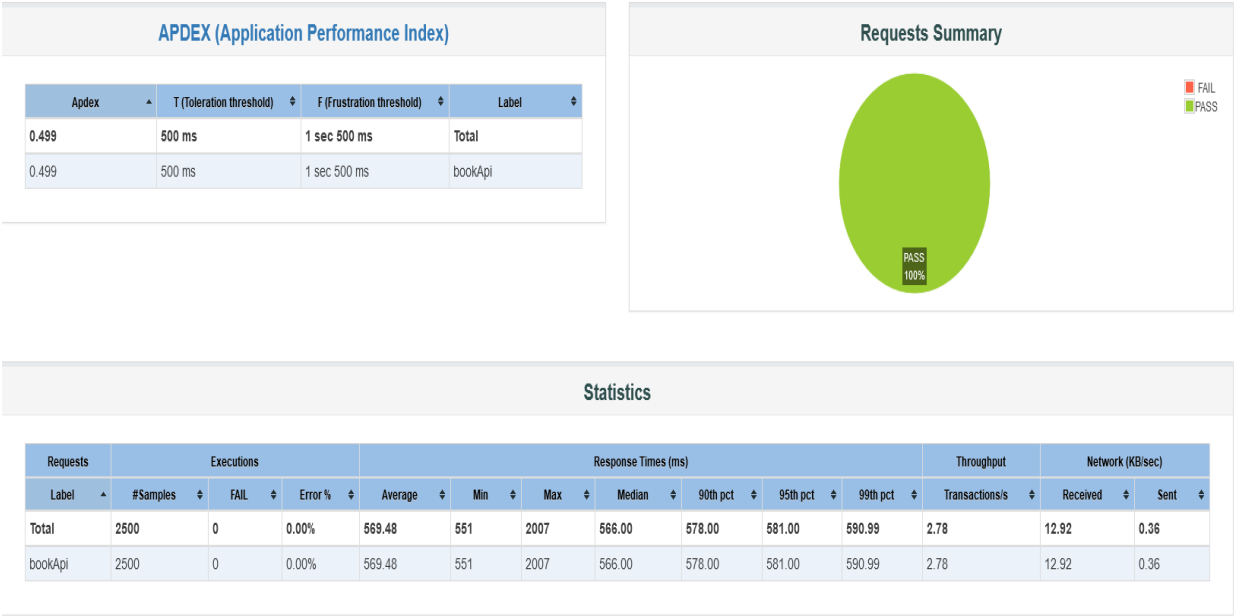 APDEX (Application Performance Index)
Apdex T (Toleration threshold) F (Frustration threshold) Label
0.499 500 ms 1 sec 500 ms Total
0.499 500 ms 1 sec 500 ms bookApi
Requests Summary
FAIL
PASS
PASS
100%
Statistics
Requests Executions Response Times (ms) Throughput Network (KB/sec)
Label #Samples FAIL Error % Average Min Max Median 90th pct 95th pct 99th pct Transactions/s Received Sent
Total 2500 0 0.00% 569.48 551 2007 566.00 578.00 581.00 590.99 2.78 12.92 0.36
bookApi 2500 0 0.00% 569.48 551 2007 566.00 578.00 581.00 590.99 2.78 12.92 0.36